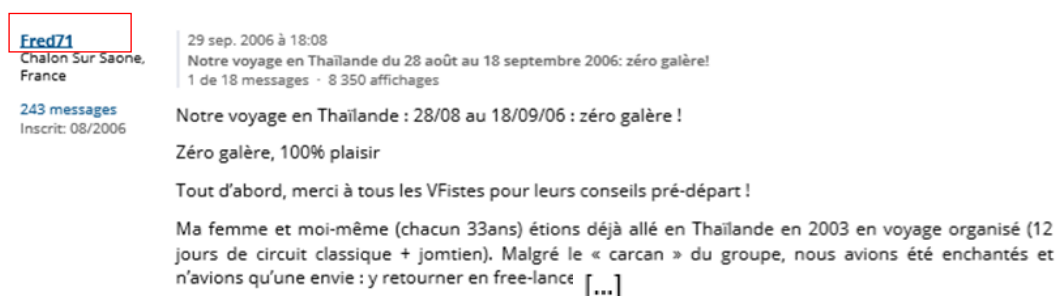 Fred71
Chalon Sur Saone,
France
243 messages
Inscrit: 08/2006
29 sep. 2006 à 18:08
Notre voyage en Thaïlande du 28 août au 18 septembre 2006: zéro galère!
1 de 18 messages · 8 350 affichages
Notre voyage en Thaïlande : 28/08 au 18/09/06 : zéro galère !
Zéro galère, 100% plaisir
Tout d’abord, merci à tous les VFistes pour leurs conseils pré-départ !
Ma femme et moi-même (chacun 33ans) étions déjà allé en Thaïlande en 2003 en voyage organisé (12
jours de circuit classique + jomtien). Malgré le « carcan » du groupe, nous avions été enchantés et
n’avions qu’une envie : y retourner en free-lance [...]